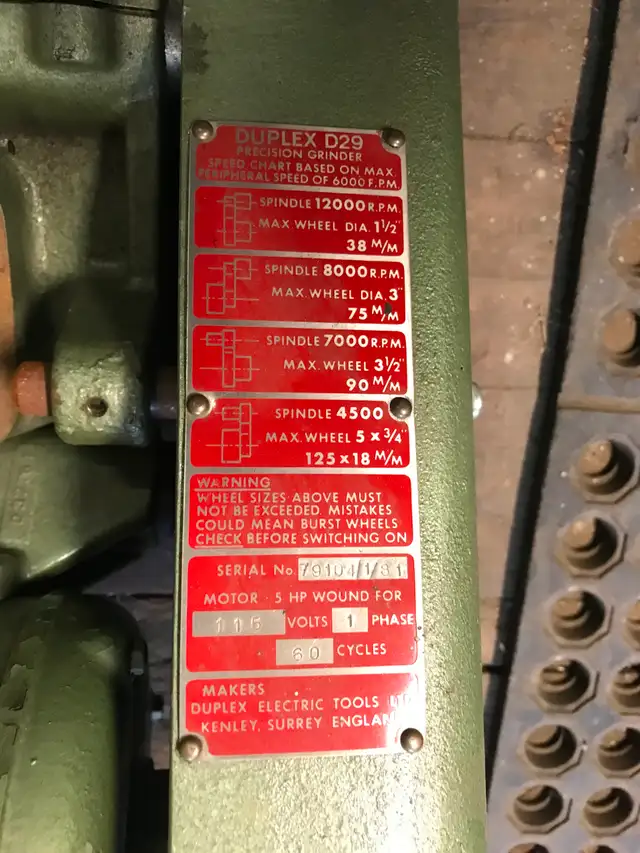 DUPLEX D29
PRECISION GRINDER
SPEED CHART BASED ON MAX.
PERIPHERAL SPEED OF 6000 F.P.M.
SPINDLE 12000 R.P.M.
MAX WHEEL DIA. 1½"
38 M/M
SPINDLE 8000 R.P.M.
MAX. WHEEL DIA. 3"
75 M/M
SPINDLE 7000 R.P.M.
MAX. WHEEL 3½"
90 M/M
SPINDLE 4500
MAX. WHEEL 5 x ¾"
125 x 18 M/M
WARNING
WHEEL SIZES ABOVE MUST
NOT BE EXCEEDED. MISTAKES
COULD MEAN BURST WHEELS
CHECK BEFORE SWITCHING ON
SERIAL No. 79104/1/81
MOTOR .5 HP WOUND FOR
115 VOLTS 1 PHASE
60 CYCLES
MAKERS
DUPLEX ELECTRIC TOOLS
KENLEY, SURREY ENGLAND